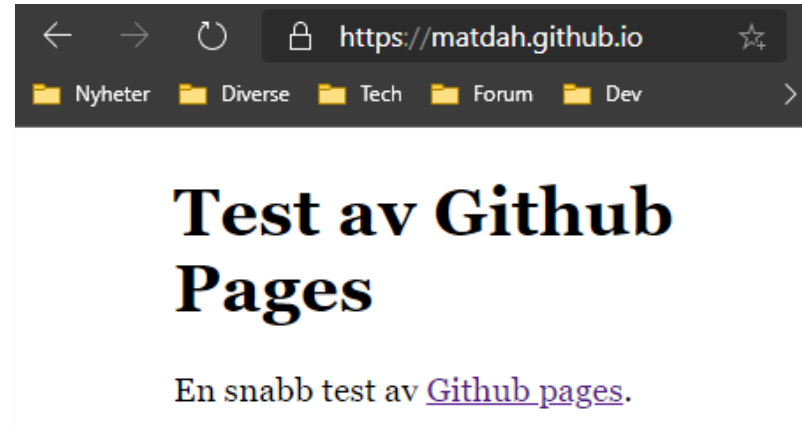 https://matdah.github.io
Nyheter Diverse Tech Forum Dev
Test av Github
Pages
En snabb test av Github pages.